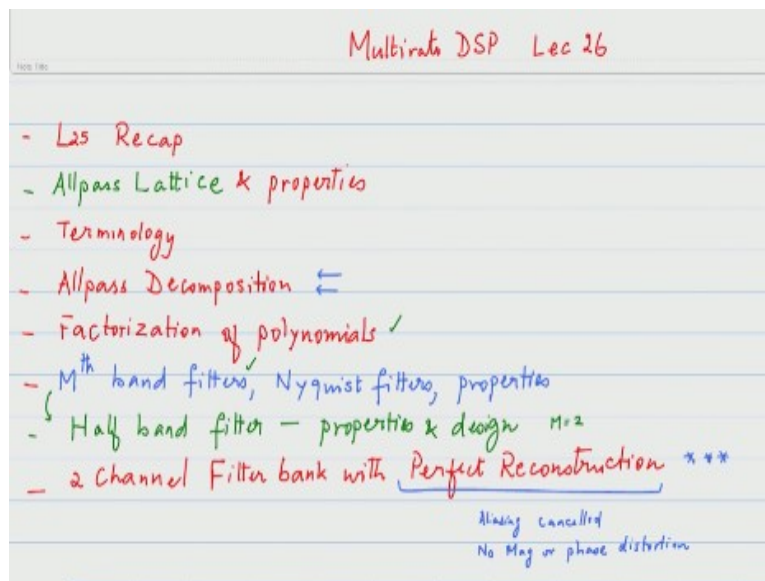 Multirate DSP Lec 26
Note Title
- L25 Recap
- Allpass Lattice & properties
- Terminology
- Allpass Decomposition ⇐
- Factorization of polynomials ✓
- Mth band filters, ✓ Nyquist filters, properties
- Half band filter – properties & design M=2
- 2 Channel Filter bank with Perfect Reconstruction ***
Aliasing cancelled
No Mag or phase distortion